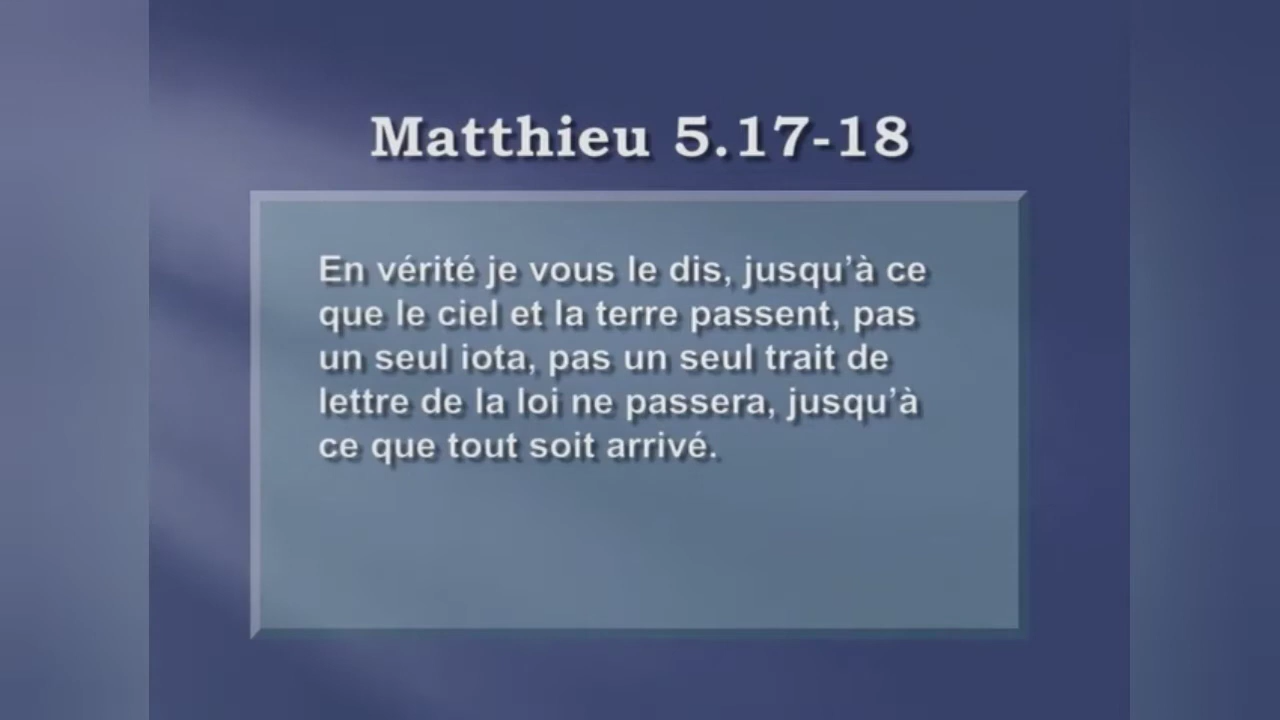 Matthieu 5.17-18
En vérité je vous le dis, jusqu’à ce
que le ciel et la terre passent, pas
un seul iota, pas un seul trait de
lettre de la loi ne passera, jusqu’à
ce que tout soit arrivé.